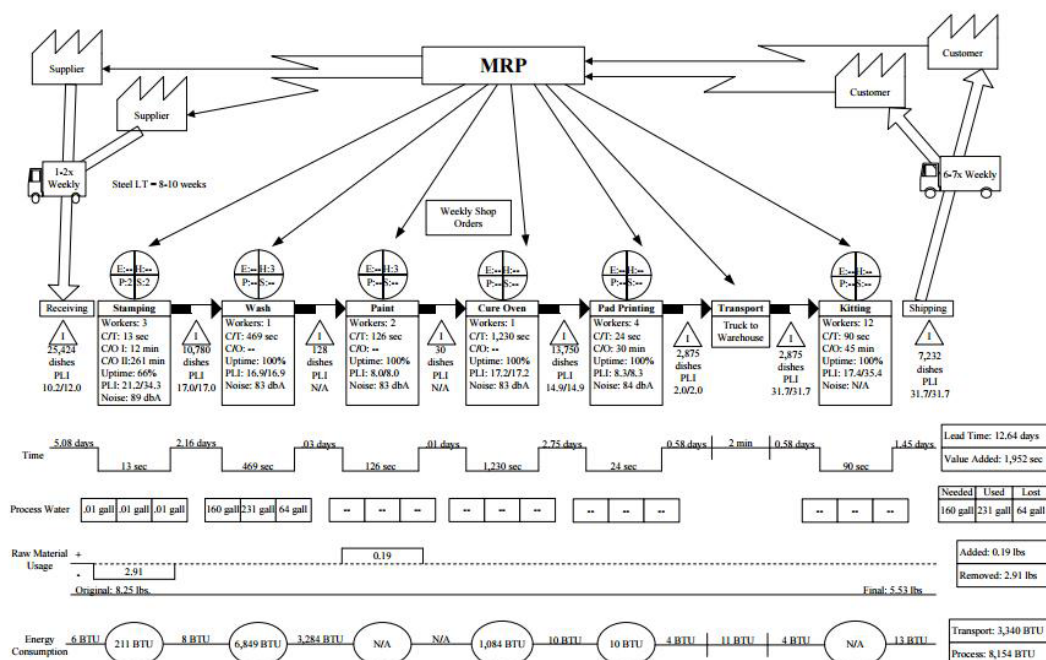 MRP
Supplier
Supplier
Customer
Customer
1-2x
Weekly
Steel LT = 8-10 weeks
6-7x Weekly
Weekly Shop
Orders
E:-- H:--
P:2 S:2
E:-- H:3
P:-- S:--
E:-- H:3
P:-- S:--
E:-- H:--
P:-- S:--
E:-- H:--
P:-- S:--
E:-- H:--
P:-- S:--
Receiving
I
25,424
dishes
PLI
10.2/12.0
Stamping
Workers: 3
C/T: 13 sec
C/O I: 12 min
C/O II:261 min
Uptime: 66%
PLI: 21.2/34.3
Noise: 89 dbA
I
10,780
dishes
PLI
17.0/17.0
Wash
Workers: 1
C/T: 469 sec
C/O: --
Uptime: 100%
PLI: 16.9/16.9
Noise: 83 dbA
I
128
dishes
PLI
N/A
Paint
Workers: 2
C/T: 126 sec
C/O: --
Uptime: 100%
PLI: 8.0/8.0
Noise: 83 dbA
I
30
dishes
PLI
N/A
Cure Oven
Workers: 1
C/T: 1,230 sec
C/O: --
Uptime: 100%
PLI: 17.2/17.2
Noise: 83 dbA
I
13,750
dishes
PLI
14.9/14.9
Pad Printing
Workers: 4
C/T: 24 sec
C/O: 30 min
Uptime: 100%
PLI: 8.3/8.3
Noise: 84 dbA
I
2,875
dishes
PLI
2.0/2.0
Transport
Truck to
Warehouse
I
2,875
dishes
PLI
31.7/31.7
Kitting
Workers: 12
C/T: 90 sec
C/O: 45 min
Uptime: 100%
PLI: 17.4/35.4
Noise: N/A
Shipping
I
7,232
dishes
PLI
31.7/31.7
Time
5.08 days 2.16 days .03 days .01 days 2.75 days 0.58 days 2 min 0.58 days 1.45 days
13 sec 469 sec 126 sec 1,230 sec 24 sec 90 sec
Lead Time: 12.64 days
Value Added: 1,952 sec
Process Water
.01 gall .01 gall .01 gall 160 gall 231 gall 64 gall -- -- -- -- -- -- -- -- -- -- -- --
Needed Used Lost
160 gall 231 gall 64 gall
Raw Material
Usage
+
-
2.91
0.19
Original: 8.25 lbs.
Final: 5.53 lbs.
Added: 0.19 lbs
Removed: 2.91 lbs
Energy
Consumption
6 BTU 211 BTU 8 BTU 6,849 BTU 3,284 BTU N/A N/A 1,084 BTU 10 BTU 10 BTU 4 BTU 11 BTU 4 BTU N/A 13 BTU
Transport: 3,340 BTU
Process: 8,154 BTU